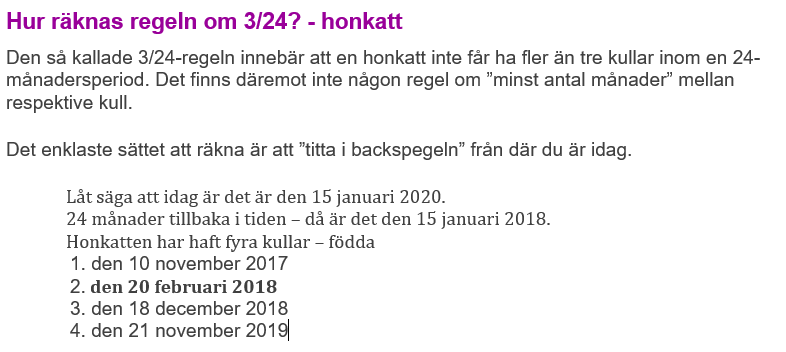 Hur räknas regeln om 3/24? - honkatt
Den så kallade 3/24-regeln innebär att en honkatt inte får ha fler än tre kullar inom en 24-
månadersperiod. Det finns däremot inte någon regel om ”minst antal månader” mellan
respektive kull.
Det enklaste sättet att räkna är att ”titta i backspegeln” från där du är idag.
Låt säga att idag är det är den 15 januari 2020.
24 månader tillbaka i tiden – då är det den 15 januari 2018.
Honkatten har haft fyra kullar – födda
1. den 10 november 2017
2. den 20 februari 2018
3. den 18 december 2018
4. den 21 november 2019